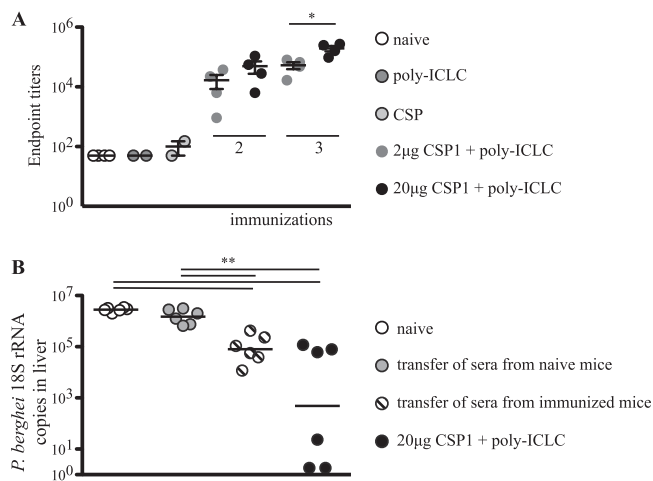 A
Endpoint titers
10⁶
10⁴
10²
10⁰
*
2
3
immunizations
naive
poly-ICLC
CSP
2µg CSP1 + poly-ICLC
20µg CSP1 + poly-ICLC
B
P. berghei 18S rRNA
copies in liver
10⁷
10⁵
10³
10¹
10⁰
**
naive
transfer of sera from naive mice
transfer of sera from immunized mice
20µg CSP1 + poly-ICLC